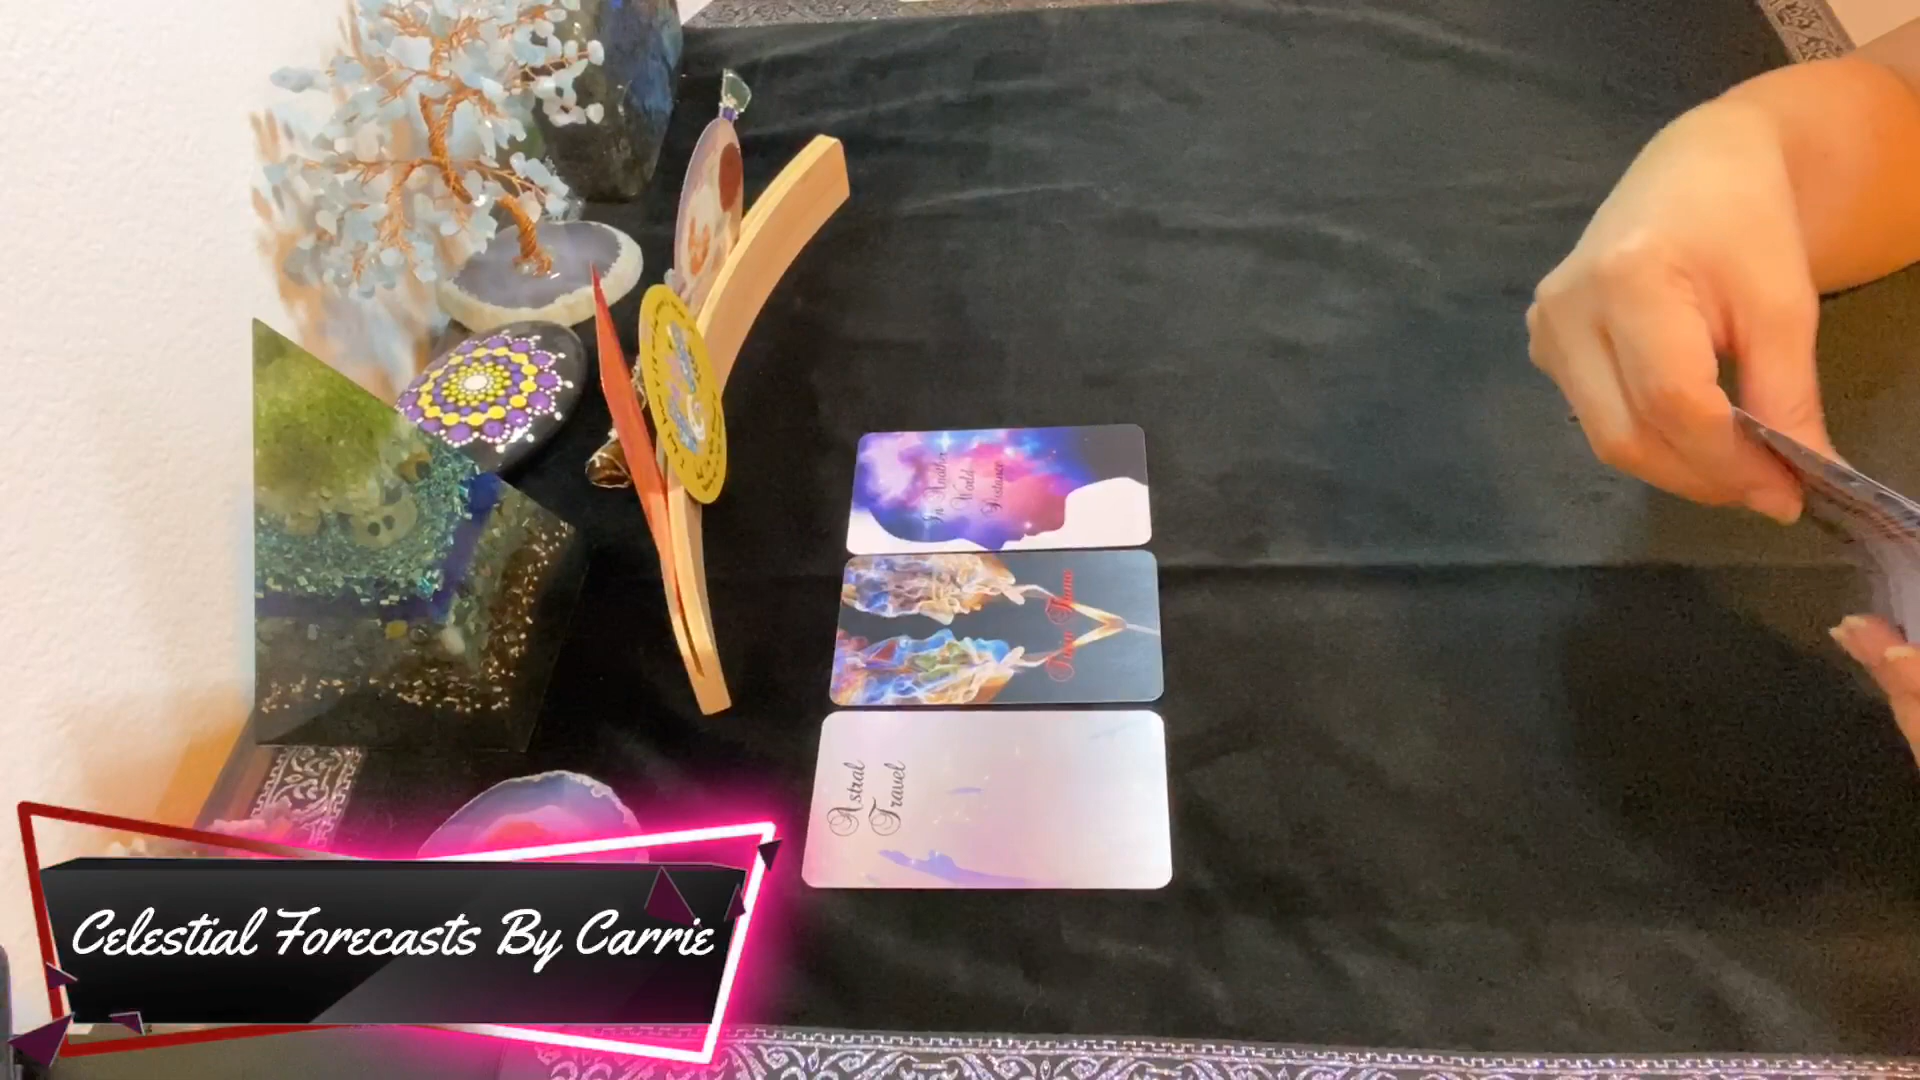 In Another
World
Distance
Twin Flame
Astral
Travel
Celestial Forecasts By Carrie